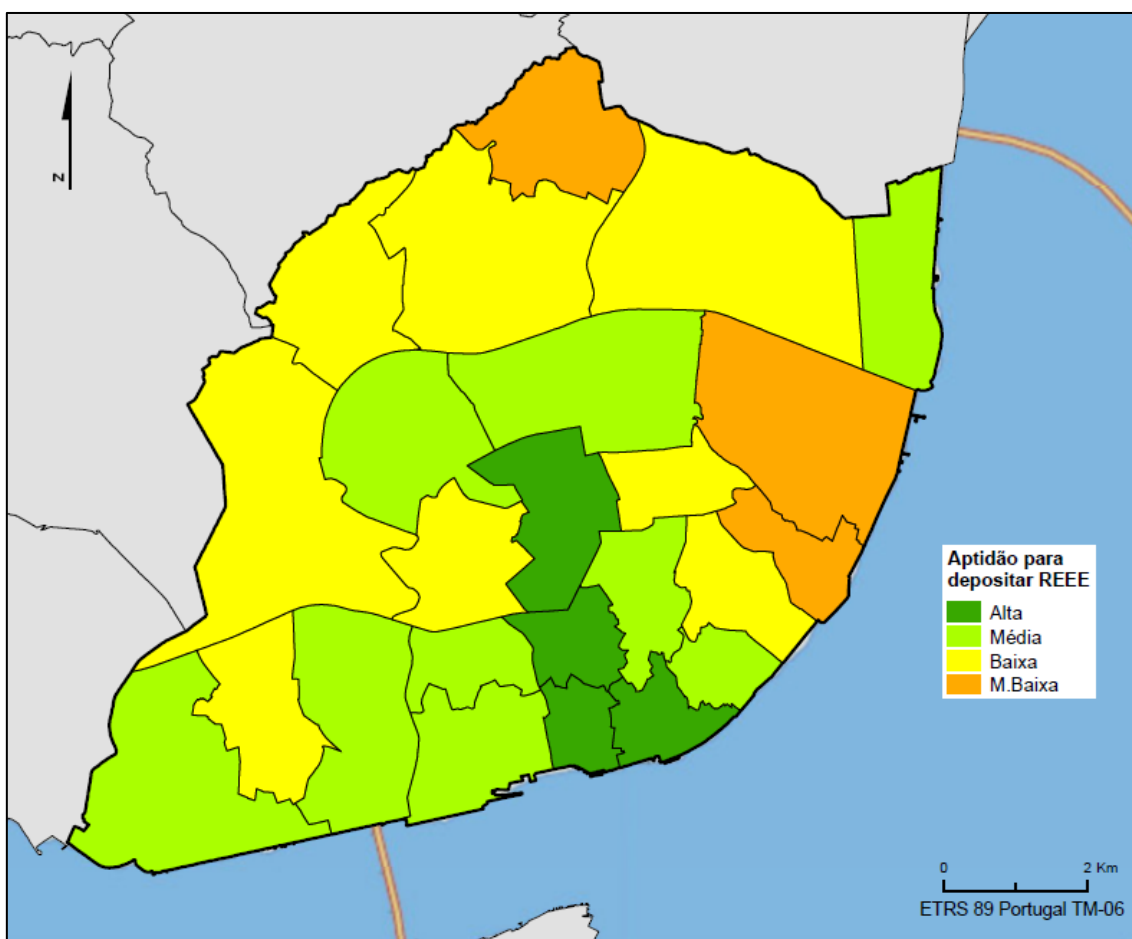 N
Aptidão para
depositar REEE
Alta
Média
Baixa
M.Baixa
0 2 Km
ETRS 89 Portugal TM-06